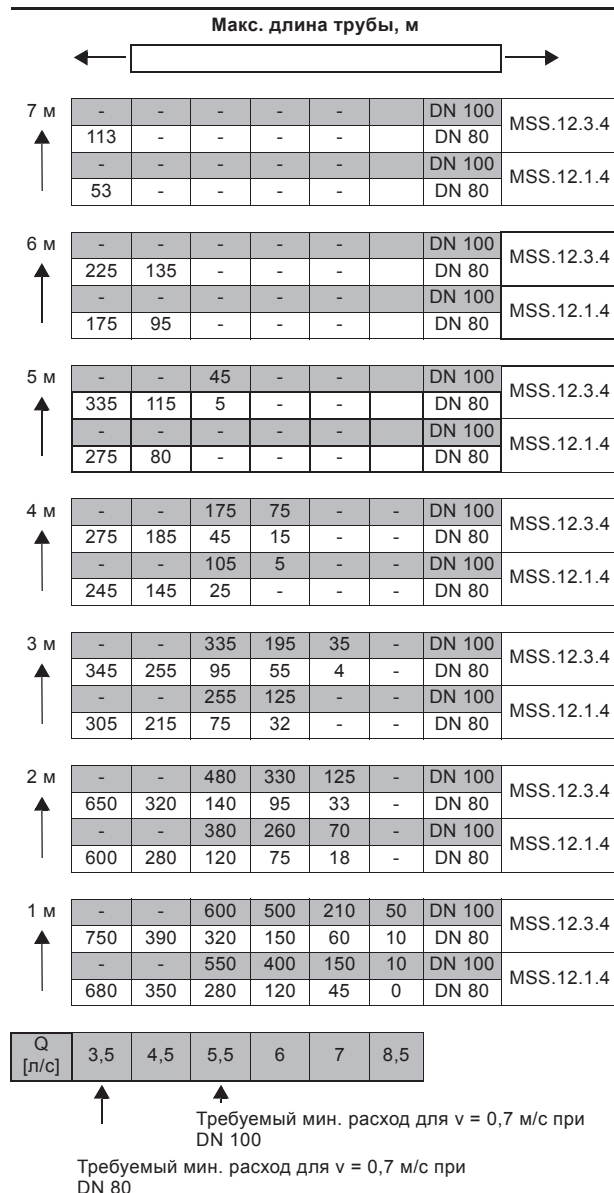 Макс. длина трубы, м
7 м
- - - - - DN 100 MSS.12.3.4
113 - - - - DN 80
- - - - - DN 100 MSS.12.1.4
53 - - - - DN 80
6 м
- - - - - DN 100 MSS.12.3.4
225 135 - - - DN 80
- - - - - DN 100 MSS.12.1.4
175 95 - - - DN 80
5 м
- - 45 - - DN 100 MSS.12.3.4
335 115 5 - - DN 80
- - - - - DN 100 MSS.12.1.4
275 80 - - - DN 80
4 м
- - 175 75 - - DN 100 MSS.12.3.4
275 185 45 15 - - DN 80
- - 105 5 - - DN 100 MSS.12.1.4
245 145 25 - - - DN 80
3 м
- - 335 195 35 - DN 100 MSS.12.3.4
345 255 95 55 4 - DN 80
- - 255 125 - - DN 100 MSS.12.1.4
305 215 75 32 - - DN 80
2 м
- - 480 330 125 - DN 100 MSS.12.3.4
650 320 140 95 33 - DN 80
- - 380 260 70 - DN 100 MSS.12.1.4
600 280 120 75 18 - DN 80
1 м
- - 600 500 210 50 DN 100 MSS.12.3.4
750 390 320 150 60 10 DN 80
- - 550 400 150 10 DN 100 MSS.12.1.4
680 350 280 120 45 0 DN 80
Q
[л/с] 3,5 4,5 5,5 6 7 8,5
Требуемый мин. расход для v = 0,7 м/с при
DN 100
Требуемый мин. расход для v = 0,7 м/с при
DN 80